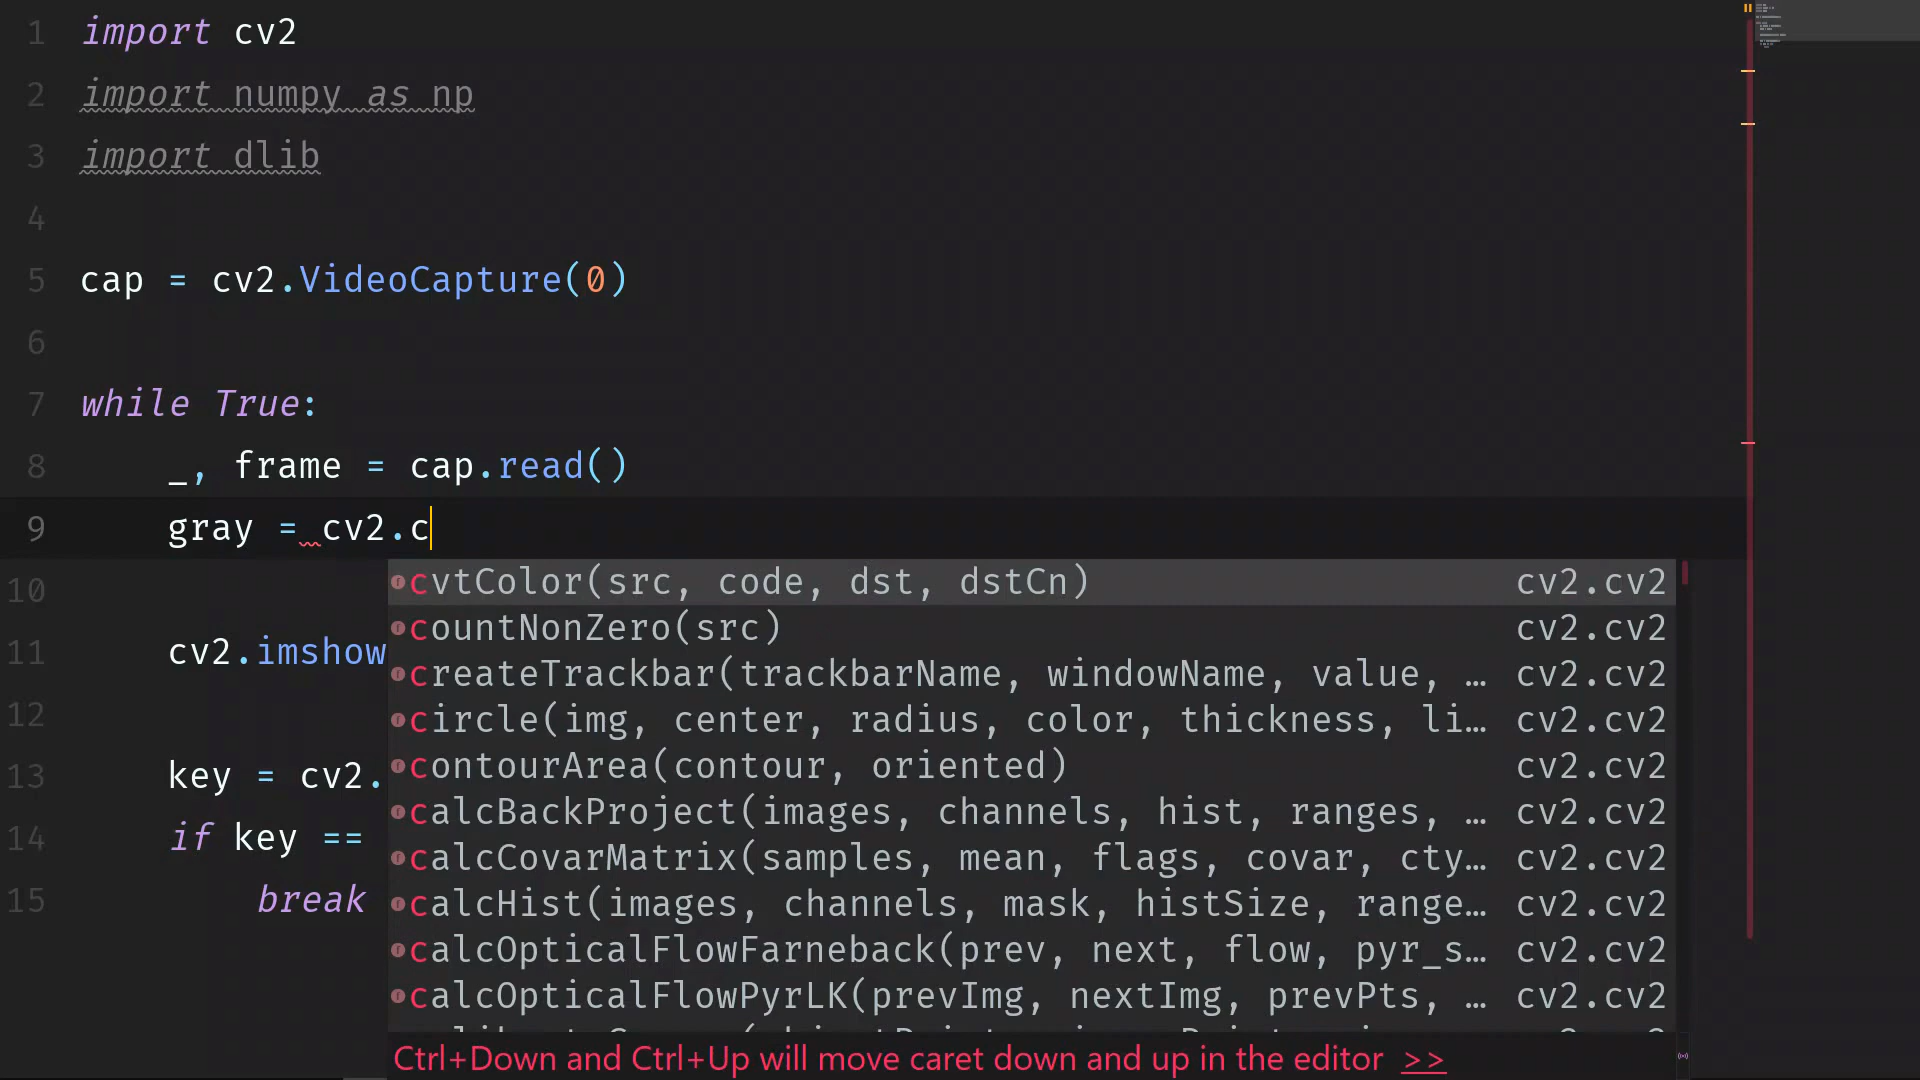 1 import cv2
2 import numpy as np
3 import dlib
4
5 cap = cv2.VideoCapture(0)
6
7 while True:
8 _, frame = cap.read()
9 gray = cv2.c
10 cvtColor(src, code, dst, dstCn) cv2.cv2
countNonZero(src) cv2.cv2
11 cv2.imshow
createTrackbar(trackbarName, windowName, value, … cv2.cv2
12 circle(img, center, radius, color, thickness, li… cv2.cv2
13 key = cv2. contourArea(contour, oriented) cv2.cv2
calcBackProject(images, channels, hist, ranges, … cv2.cv2
14 if key ==
calcCovarMatrix(samples, mean, flags, covar, cty… cv2.cv2
15 break calcHist(images, channels, mask, histSize, range… cv2.cv2
calcOpticalFlowFarneback(prev, next, flow, pyr_s… cv2.cv2
calcOpticalFlowPyrLK(prevImg, nextImg, prevPts, … cv2.cv2
Ctrl+Down and Ctrl+Up will move caret down and up in the editor >>